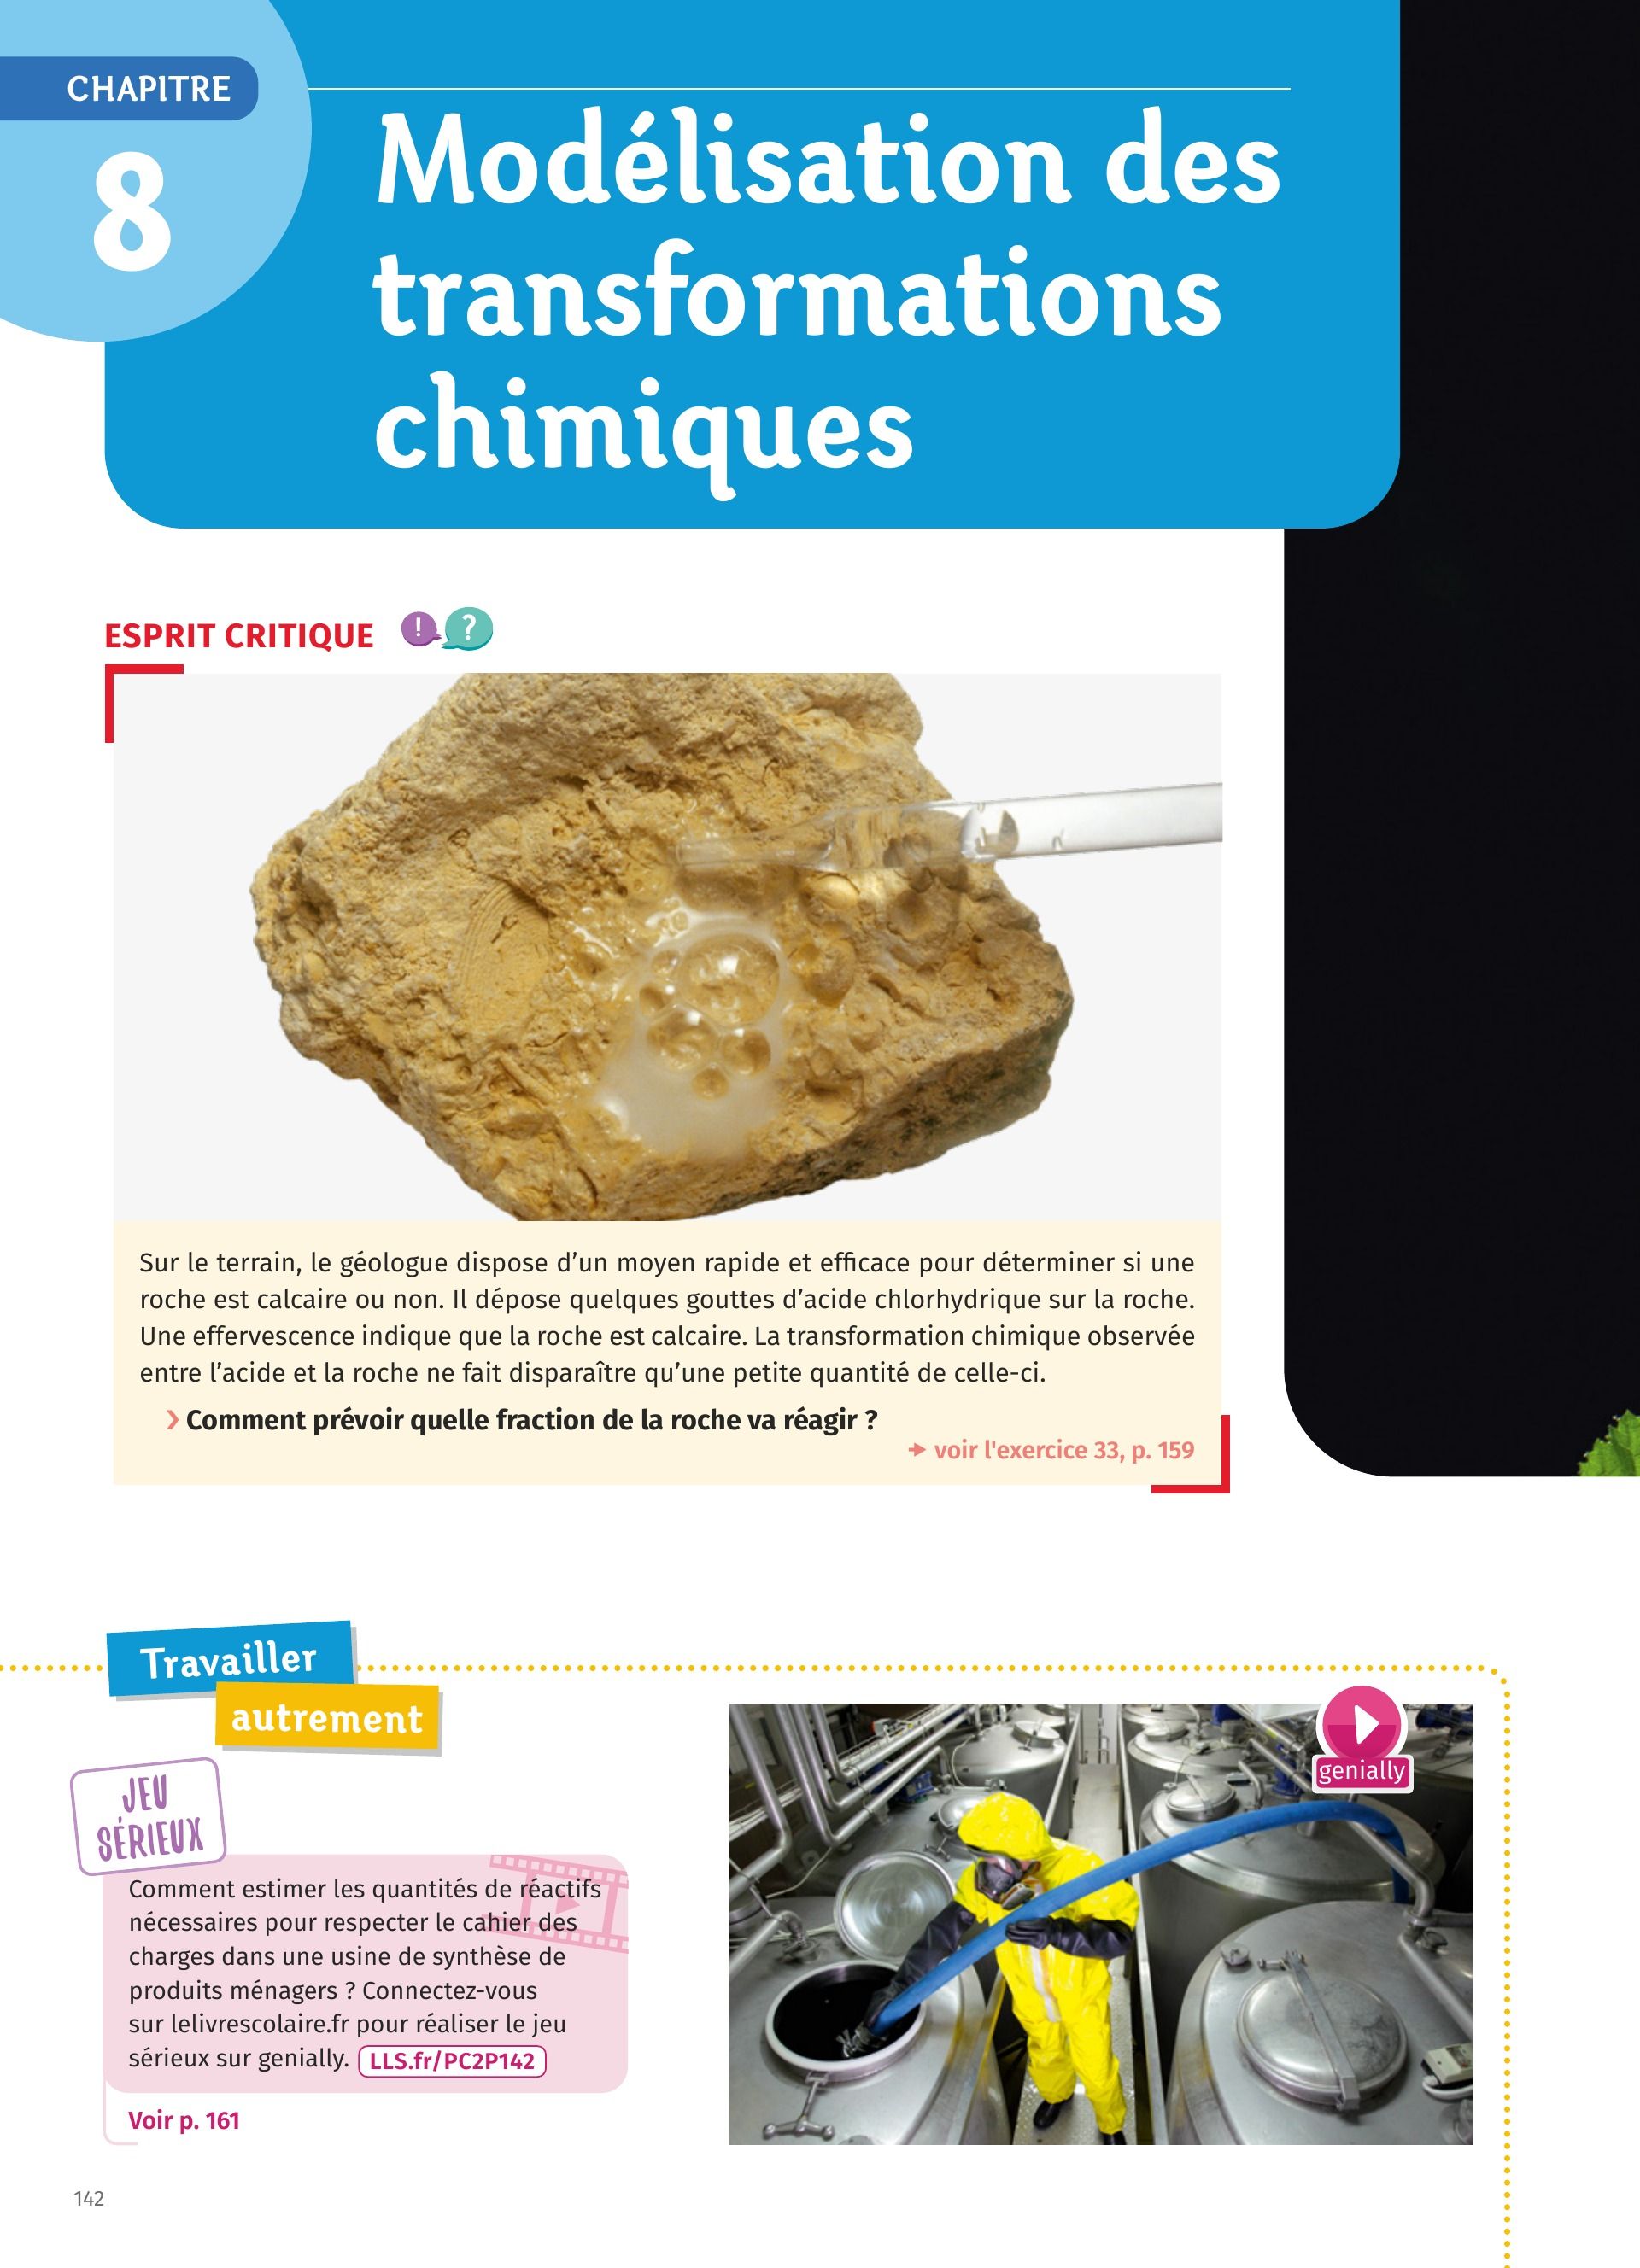 CHAPITRE
8
Modélisation des
transformations
chimiques
ESPRIT CRITIQUE
! ?
Sur le terrain, le géologue dispose d’un moyen rapide et efficace pour déterminer si une
roche est calcaire ou non. Il dépose quelques gouttes d’acide chlorhydrique sur la roche.
Une effervescence indique que la roche est calcaire. La transformation chimique observée
entre l’acide et la roche ne fait disparaître qu’une petite quantité de celle-ci.
› Comment prévoir quelle fraction de la roche va réagir ?
→ voir l'exercice 33, p. 159
Travailler
autrement
JEU
SÉRIEUX
genially
Comment estimer les quantités de réactifs
nécessaires pour respecter le cahier des
charges dans une usine de synthèse de
produits ménagers ? Connectez-vous
sur lelivrescolaire.fr pour réaliser le jeu
sérieux sur genially. LLS.fr/PC2P142
Voir p. 161
142